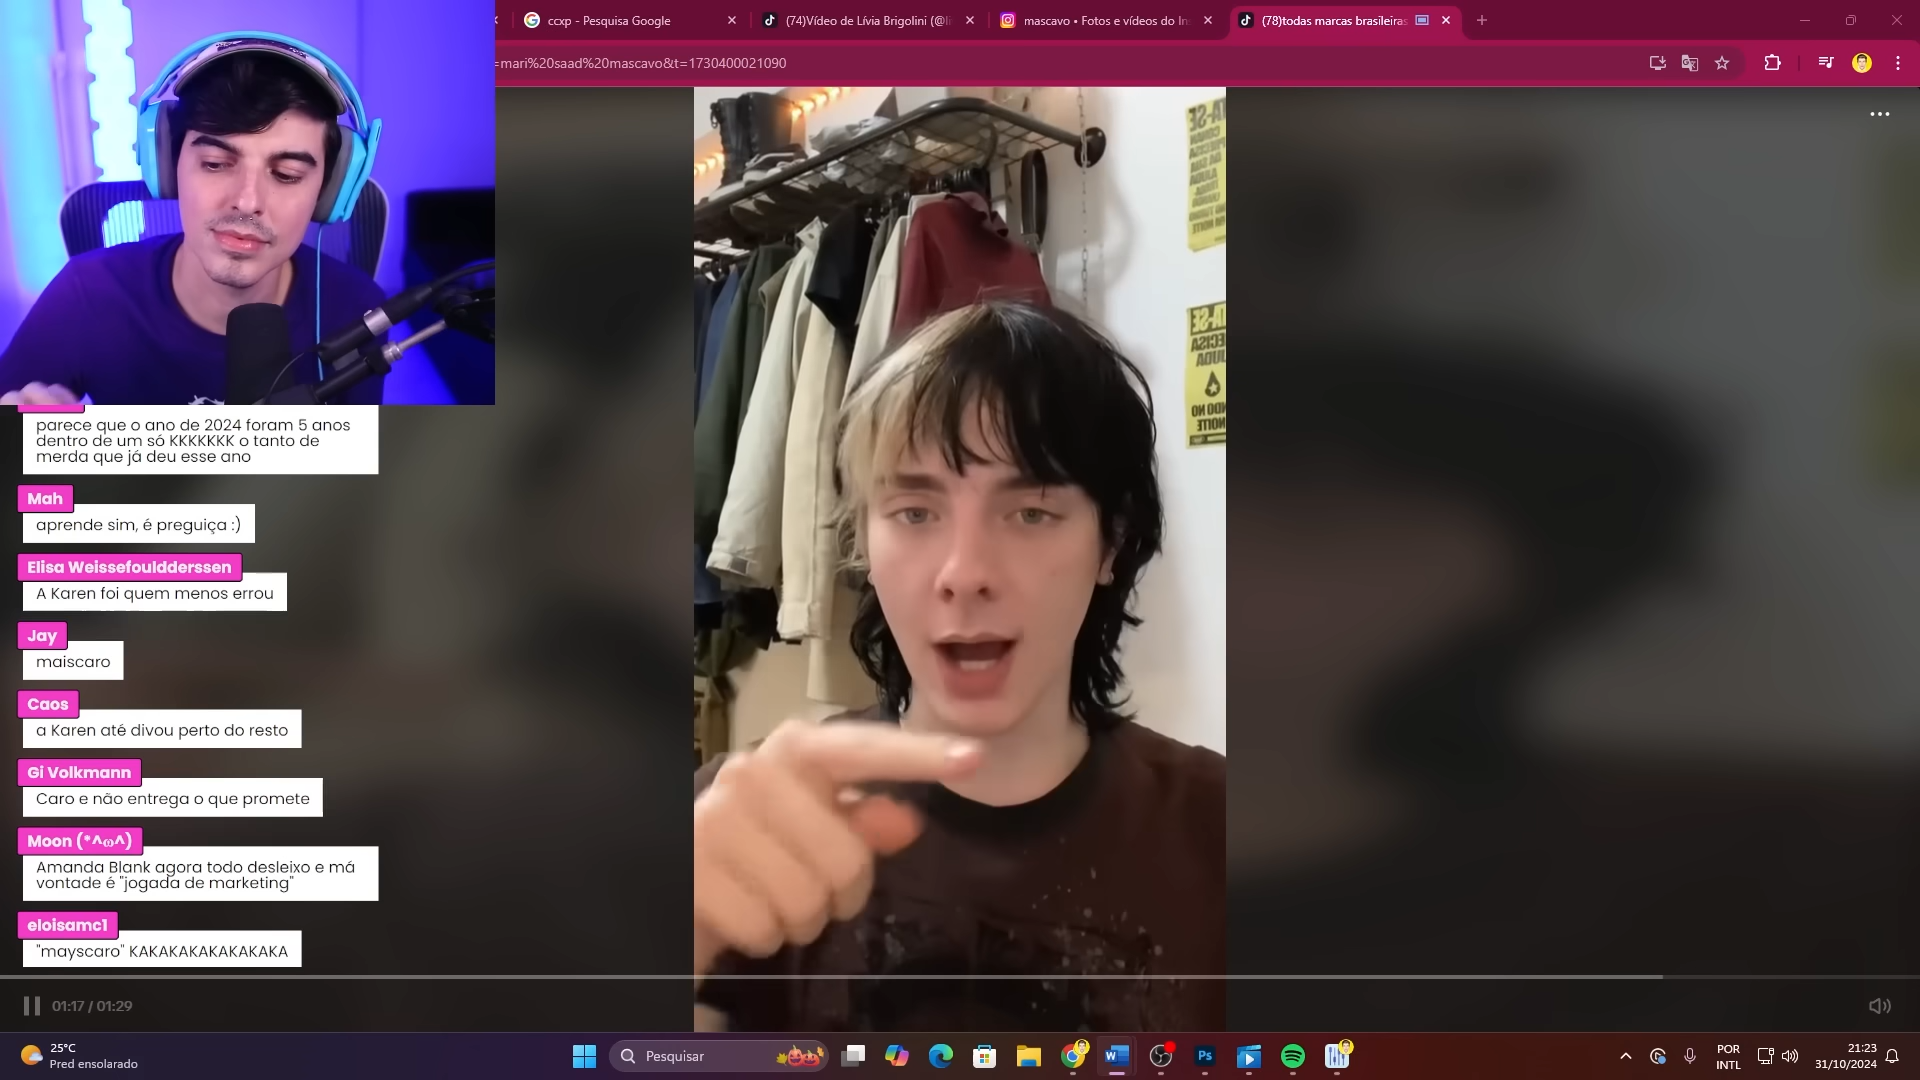 ccxp - Pesquisa Google
(74)Vídeo de Lívia Brigolini (@li
mascavo • Fotos e vídeos do In
(78)todas marcas brasileiras
=mari%20saad%20mascavo&t=1730400021090
parece que o ano de 2024 foram 5 anos
dentro de um só KKKKKKK o tanto de
merda que já deu esse ano
Mah
aprende sim, é preguiça :)
Elisa Weissefouldderssen
A Karen foi quem menos errou
Jay
maiscaro
Caos
a Karen até divou perto do resto
Gi Volkmann
Caro e não entrega o que promete
Moon (*^ω^)
Amanda Blank agora todo desleixo e má
vontade é "jogada de marketing"
eloisamc1
"mayscaro" KAKAKAKAKAKAKAKA
01:17 / 01:29
25°C
Pred ensolarado
Pesquisar
POR
INTL
21:23
31/10/2024